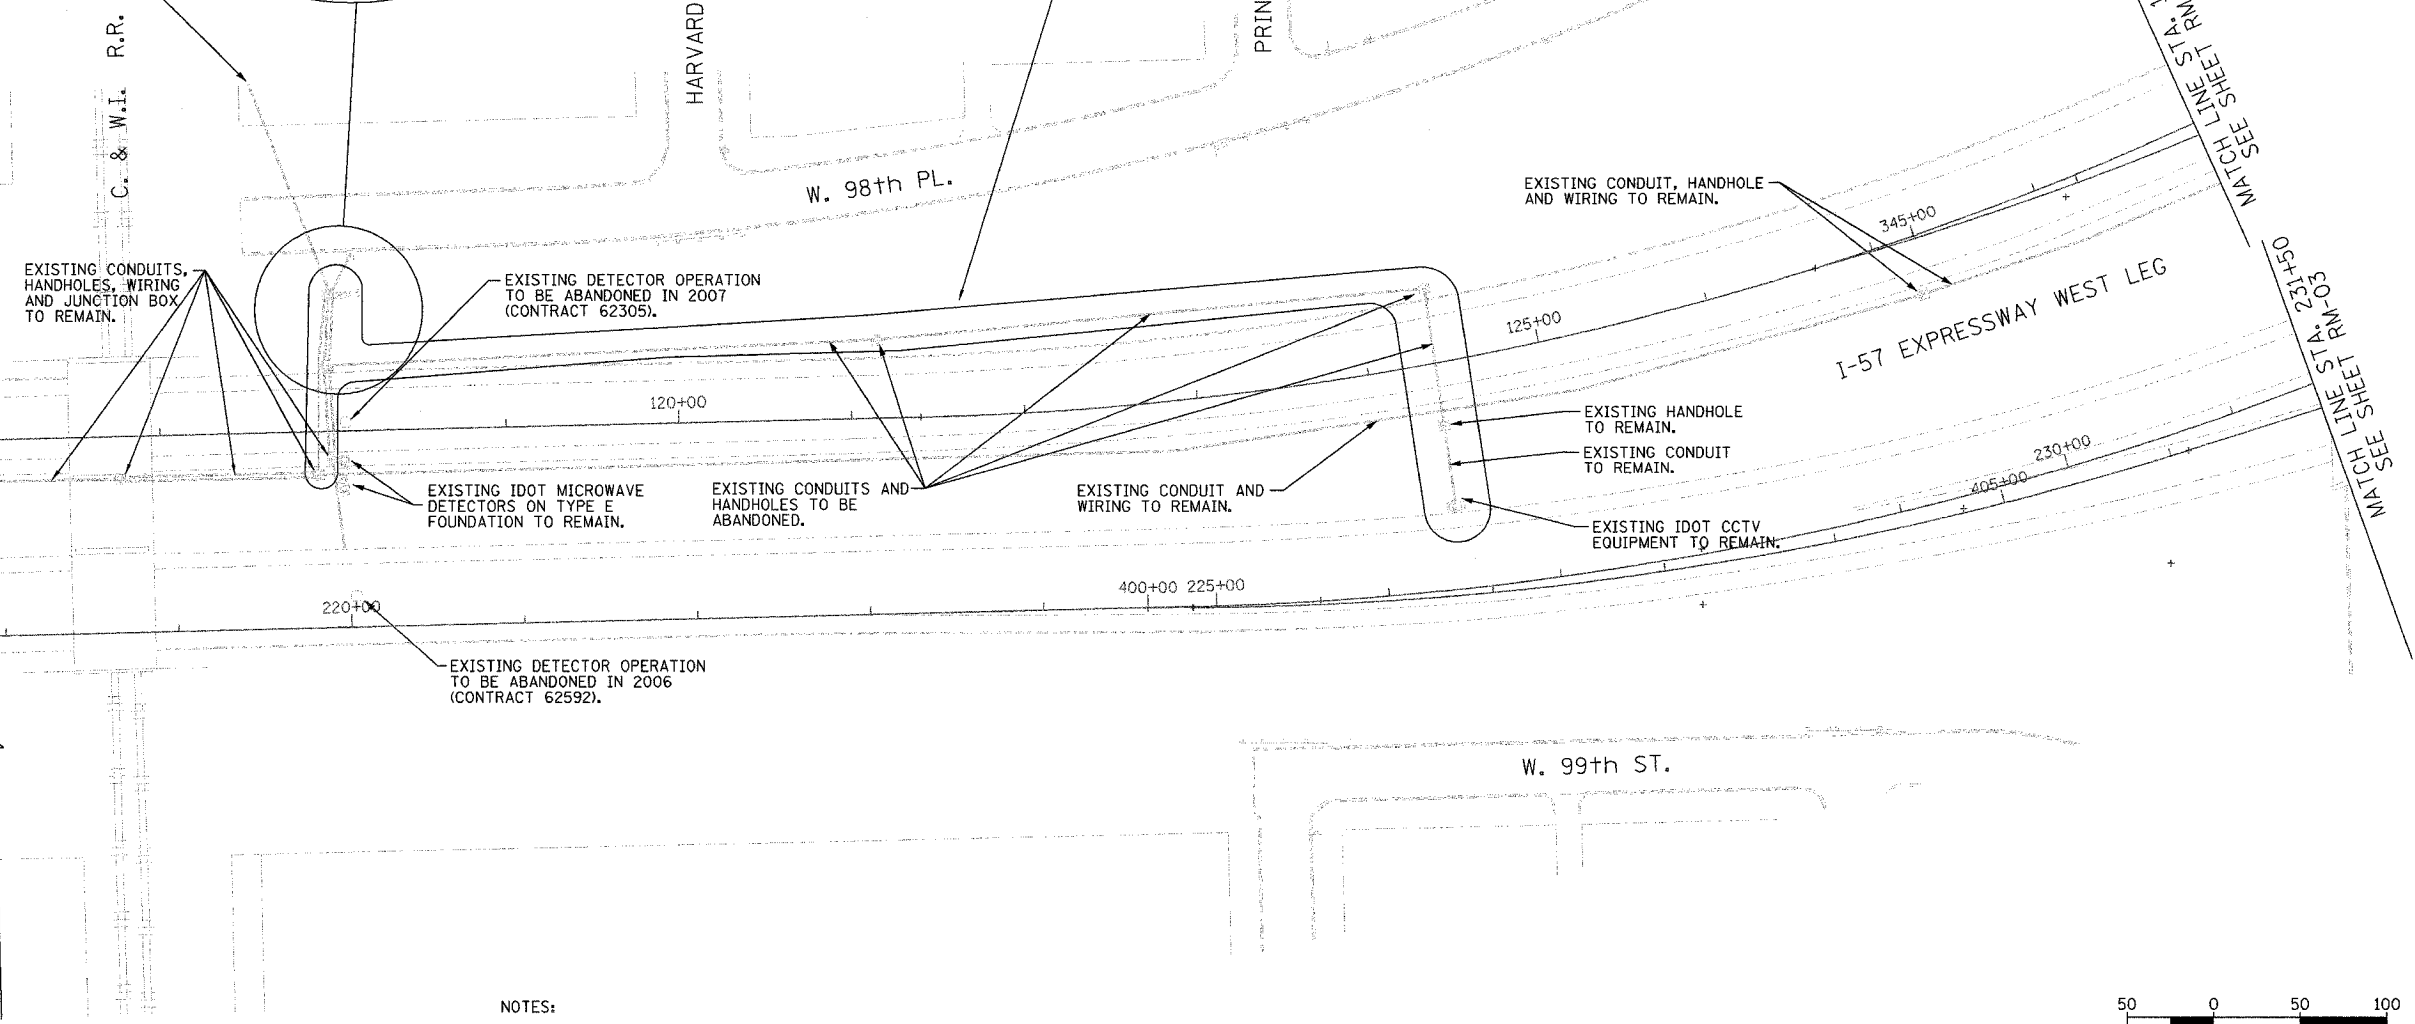 C. & W.I. R.R.
HARVARD
PRIN
W. 98th PL.
MATCH LINE STA. 1
SEE SHEET RM
EXISTING CONDUIT, HANDHOLE
AND WIRING TO REMAIN.
345+00
EXISTING CONDUITS,
HANDHOLES, WIRING
AND JUNCTION BOX
TO REMAIN.
EXISTING DETECTOR OPERATION
TO BE ABANDONED IN 2007
(CONTRACT 62305).
I-57 EXPRESSWAY WEST LEG
MATCH LINE STA. 231+50
SEE SHEET RM-03
125+00
120+00
EXISTING HANDHOLE
TO REMAIN.
EXISTING CONDUIT
TO REMAIN.
230+00
405+00
EXISTING IDOT MICROWAVE
DETECTORS ON TYPE E
FOUNDATION TO REMAIN.
EXISTING CONDUITS AND
HANDHOLES TO BE
ABANDONED.
EXISTING CONDUIT AND
WIRING TO REMAIN.
EXISTING IDOT CCTV
EQUIPMENT TO REMAIN.
400+00 225+00
220+00
EXISTING DETECTOR OPERATION
TO BE ABANDONED IN 2006
(CONTRACT 62592).
W. 99th ST.
NOTES:
50 0 50 100